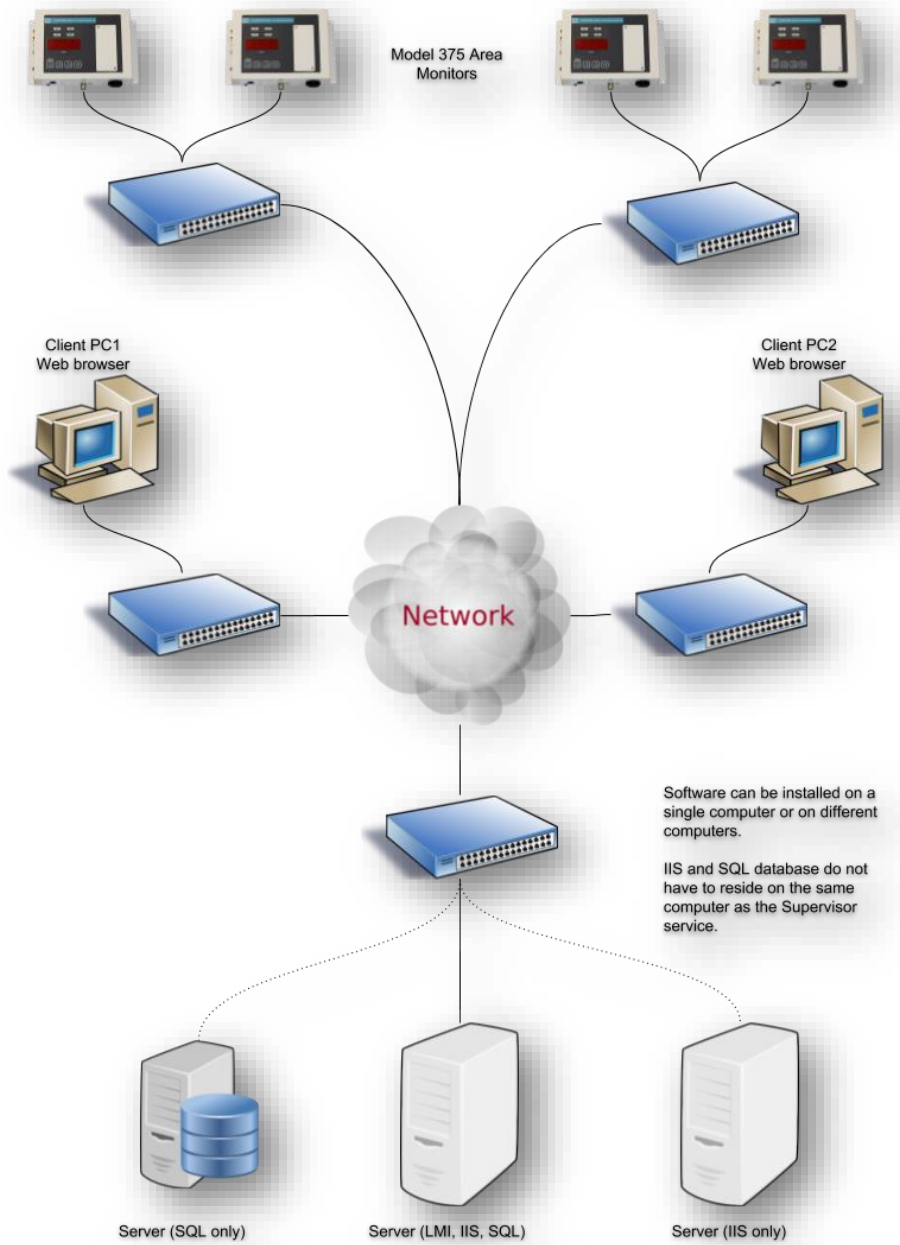 Model 375 Area
Monitors
Client PC1
Web browser
Client PC2
Web browser
Network
Software can be installed on a
single computer or on different
computers.
IIS and SQL database do not
have to reside on the same
computer as the Supervisor
service.
Server (SQL only)
Server (LMI, IIS, SQL)
Server (IIS only)